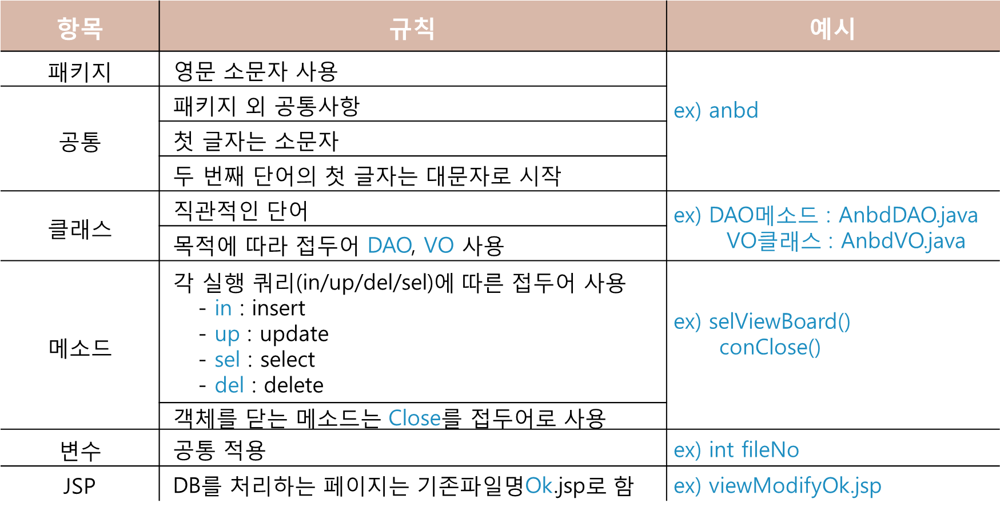 항목 규칙 예시
패키지 영문 소문자 사용
공통 패키지 외 공통사항
첫 글자는 소문자
두 번째 단어의 첫 글자는 대문자로 시작
ex) anbd
클래스 직관적인 단어
목적에 따라 접두어 DAO, VO 사용
ex) DAO메소드 : AnbdDAO.java
VO클래스 : AnbdVO.java
메소드 각 실행 쿼리(in/up/del/sel)에 따른 접두어 사용
- in : insert
- up : update
- sel : select
- del : delete
객체를 닫는 메소드는 Close를 접두어로 사용
ex) selViewBoard()
conClose()
변수 공통 적용 ex) int fileNo
JSP DB를 처리하는 페이지는 기존파일명Ok.jsp로 함 ex) viewModifyOk.jsp